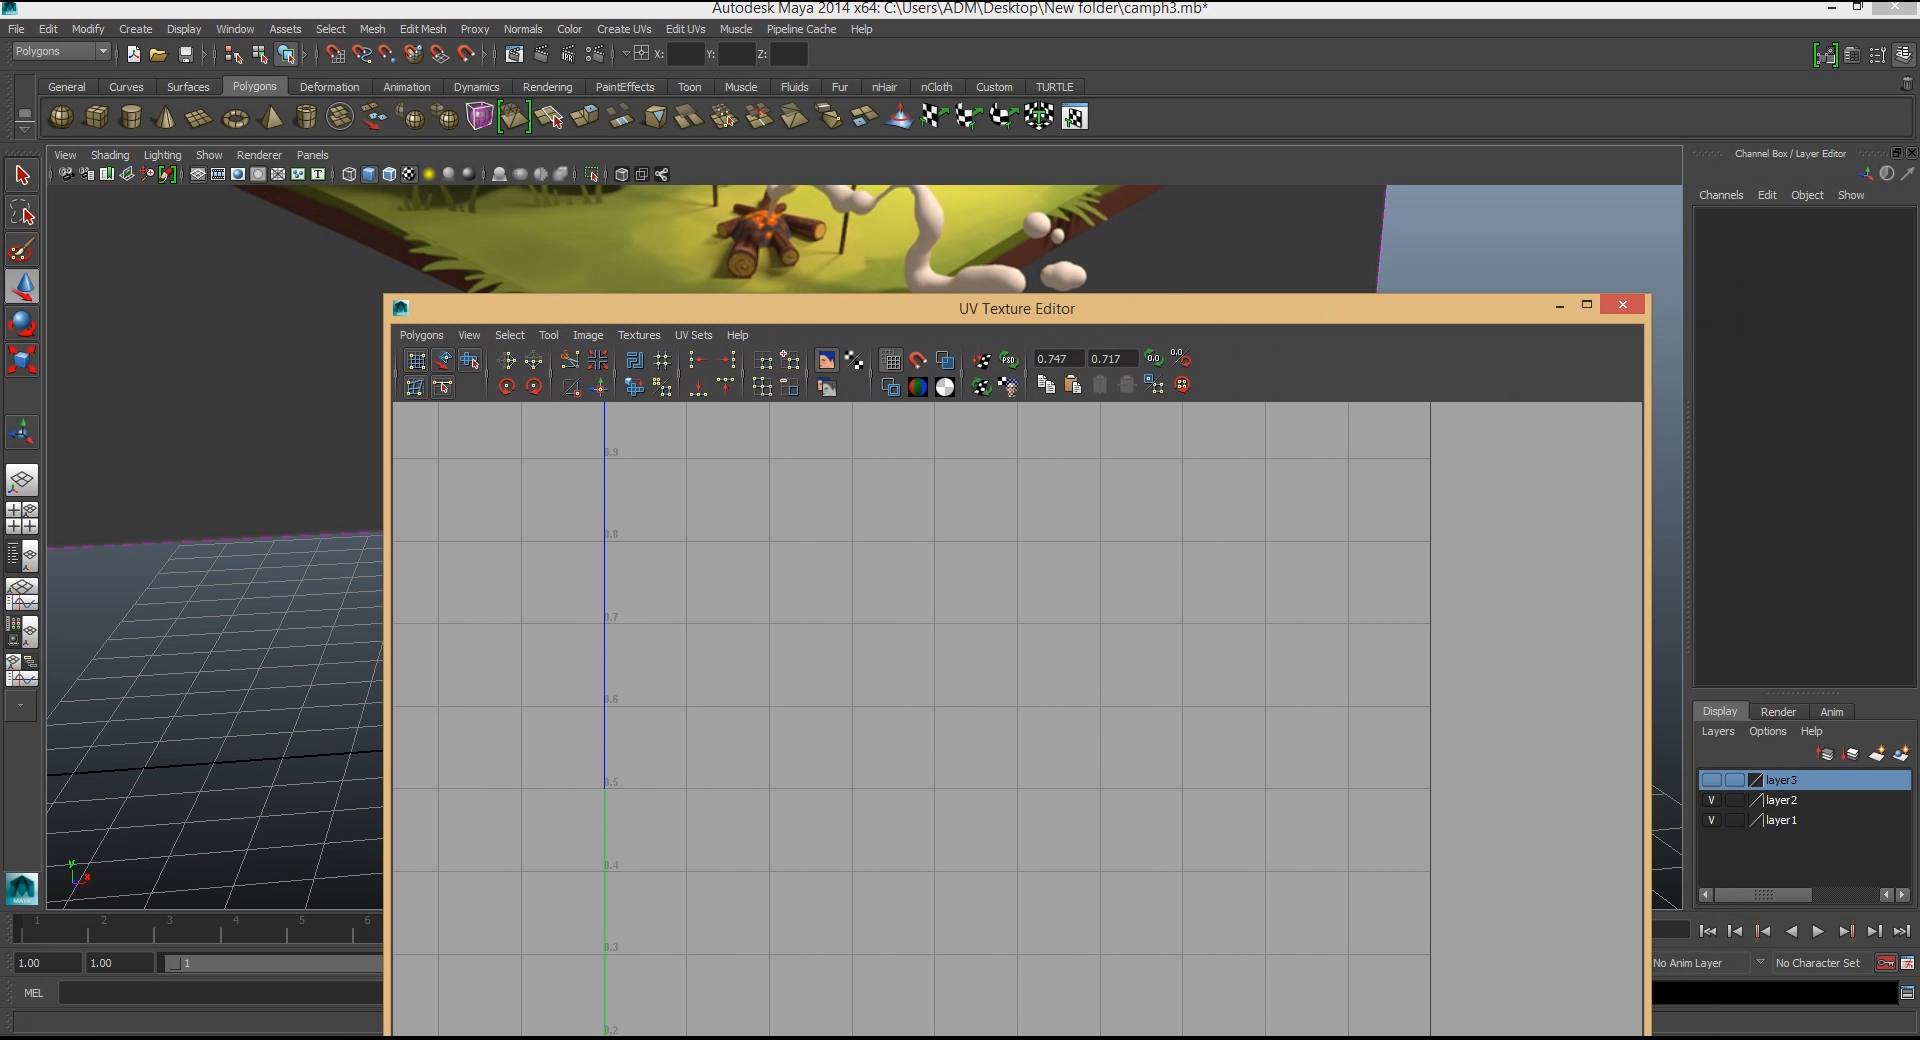 Autodesk Maya 2014 x64: C:\Users\ADM\Desktop\New folder\camph3.mb*
File Edit Modify Create Display Window Assets Select Mesh Edit Mesh Proxy Normals Color Create UVs Edit UVs Muscle Pipeline Cache Help
Polygons X: Y: Z:
General Curves Surfaces Polygons Deformation Animation Dynamics Rendering PaintEffects Toon Muscle Fluids Fur nHair nCloth Custom TURTLE
View Shading Lighting Show Renderer Panels
Channel Box / Layer Editor
Channels Edit Object Show
UV Texture Editor
Polygons View Select Tool Image Textures UV Sets Help
0.747 0.717
0.9
0.8
0.7
0.6
0.5
0.4
0.3
0.2
Display Render Anim
Layers Options Help
layer3
V layer2
V layer1
y
x
1 2 3 4 5 6
1.00 1.00 1
No Anim Layer No Character Set
MEL